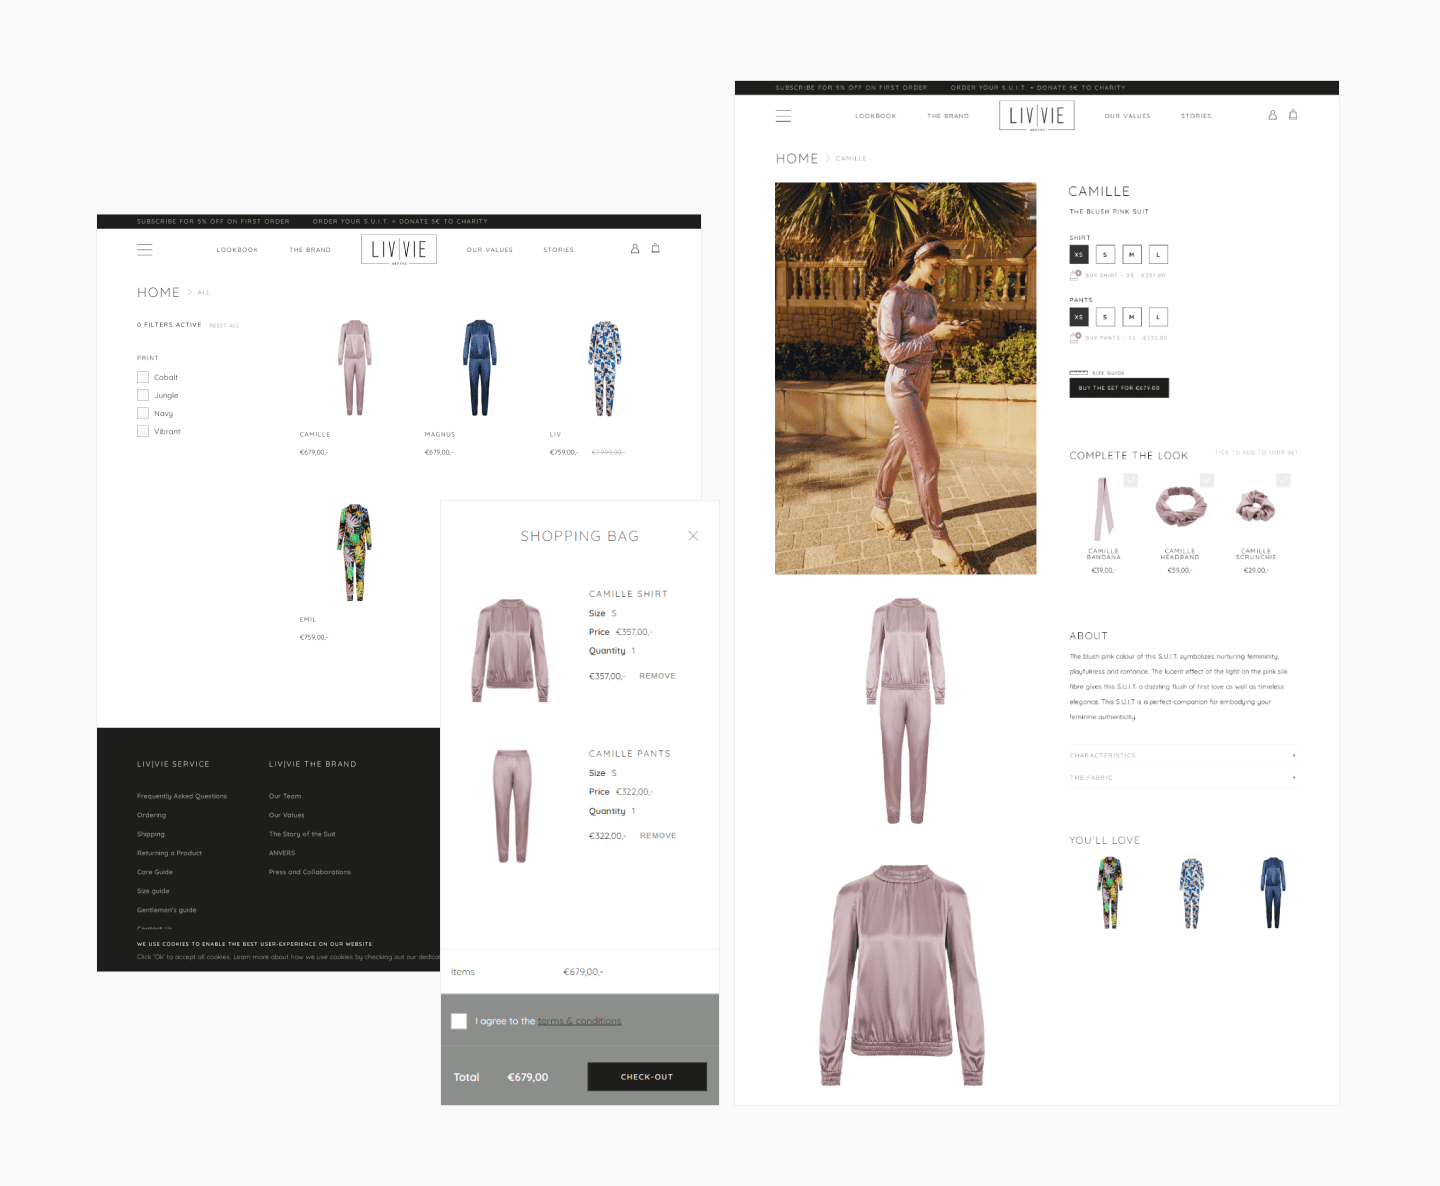 SUBSCRIBE FOR 5% OFF ON FIRST ORDER
ORDER YOUR S.U.I.T. = DONATE 5€ TO CHARITY
LOOKBOOK
THE BRAND
LIV|VIE
ANVERS
OUR VALUES
STORIES
HOME > ALL
0 FILTERS ACTIVE
RESET ALL
PRINT
Cobalt
Jungle
Navy
Vibrant
CAMILLE
€679,00,-
MAGNUS
€679,00,-
LIV
€759,00,-
EMIL
€759,00,-
LIV|VIE SERVICE
Frequently Asked Questions
Ordering
Shipping
Returning a Product
Care Guide
Size guide
Gentlemen's guide
Contact Us
LIV|VIE THE BRAND
Our Team
Our Values
The Story of the Suit
ANVERS
Press and Collaborations
WE USE COOKIES TO ENABLE THE BEST USER-EXPERIENCE ON OUR WEBSITE
Click 'Ok' to accept all cookies. Learn more about how we use cookies by checking out our dedicat
SHOPPING BAG
CAMILLE SHIRT
Size S
Price €357,00,-
Quantity 1
€357,00,- REMOVE
CAMILLE PANTS
Size S
Price €322,00,-
Quantity 1
€322,00,- REMOVE
Items €679,00,-
I agree to the terms & conditions
Total €679,00
CHECK-OUT
SUBSCRIBE FOR 5% OFF ON FIRST ORDER
ORDER YOUR S.U.I.T. = DONATE 5€ TO CHARITY
LOOKBOOK
THE BRAND
LIV|VIE
ANVERS
OUR VALUES
STORIES
HOME > CAMILLE
CAMILLE
THE BLUSH PINK SUIT
SHIRT
XS S M L
BUY SHIRT - XS €357,00
PANTS
XS S M L
BUY PANTS - XS €322,00
SIZE GUIDE
BUY THE SET FOR €679.00
COMPLETE THE LOOK
TICK TO ADD TO YOUR SET
CAMILLE
BANDANA
€39,00,-
CAMILLE
HEADBAND
€59,00,-
CAMILLE
SCRUNCHIE
€29,00,-
ABOUT
The blush pink colour of this S.U.I.T. symbolizes nurturing femininity,
playfulness and romance. The lucent effect of the light on the pink silk
fibre gives this S.U.I.T. a dazzling flush of first love as well as timeless
elegance. This S.U.I.T is a perfect companion for embodying your
feminine authenticity.
CHARACTERISTICS +
THE FABRIC +
YOU'LL LOVE